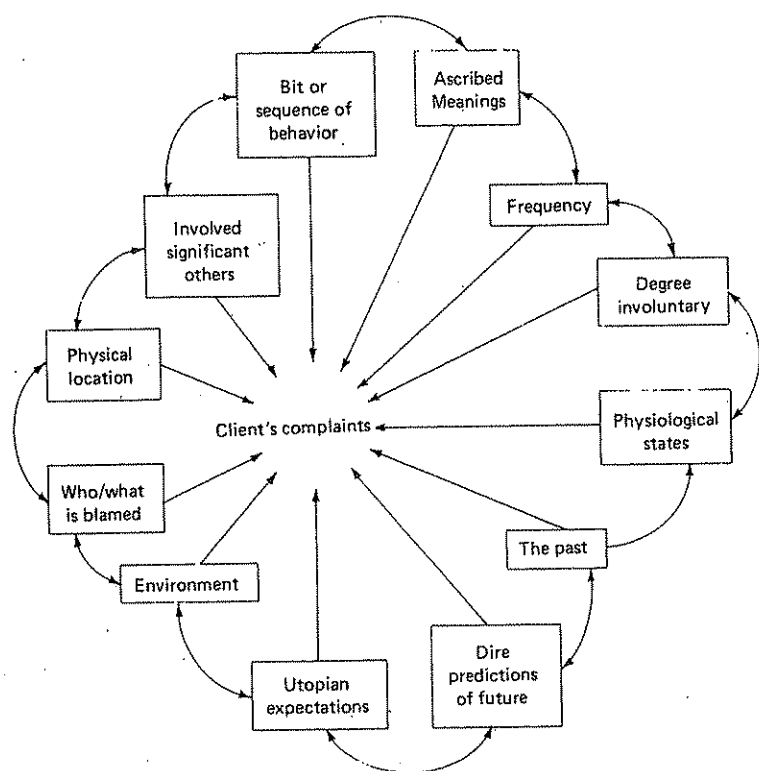 Bit or
sequence of
behavior
Ascribed
Meanings
Frequency
Degree
involuntary
Physiological
states
The past
Dire
predictions
of future
Utopian
expectations
Environment
Who/what
is blamed
Physical
location
Involved
significant
others
Client's complaints